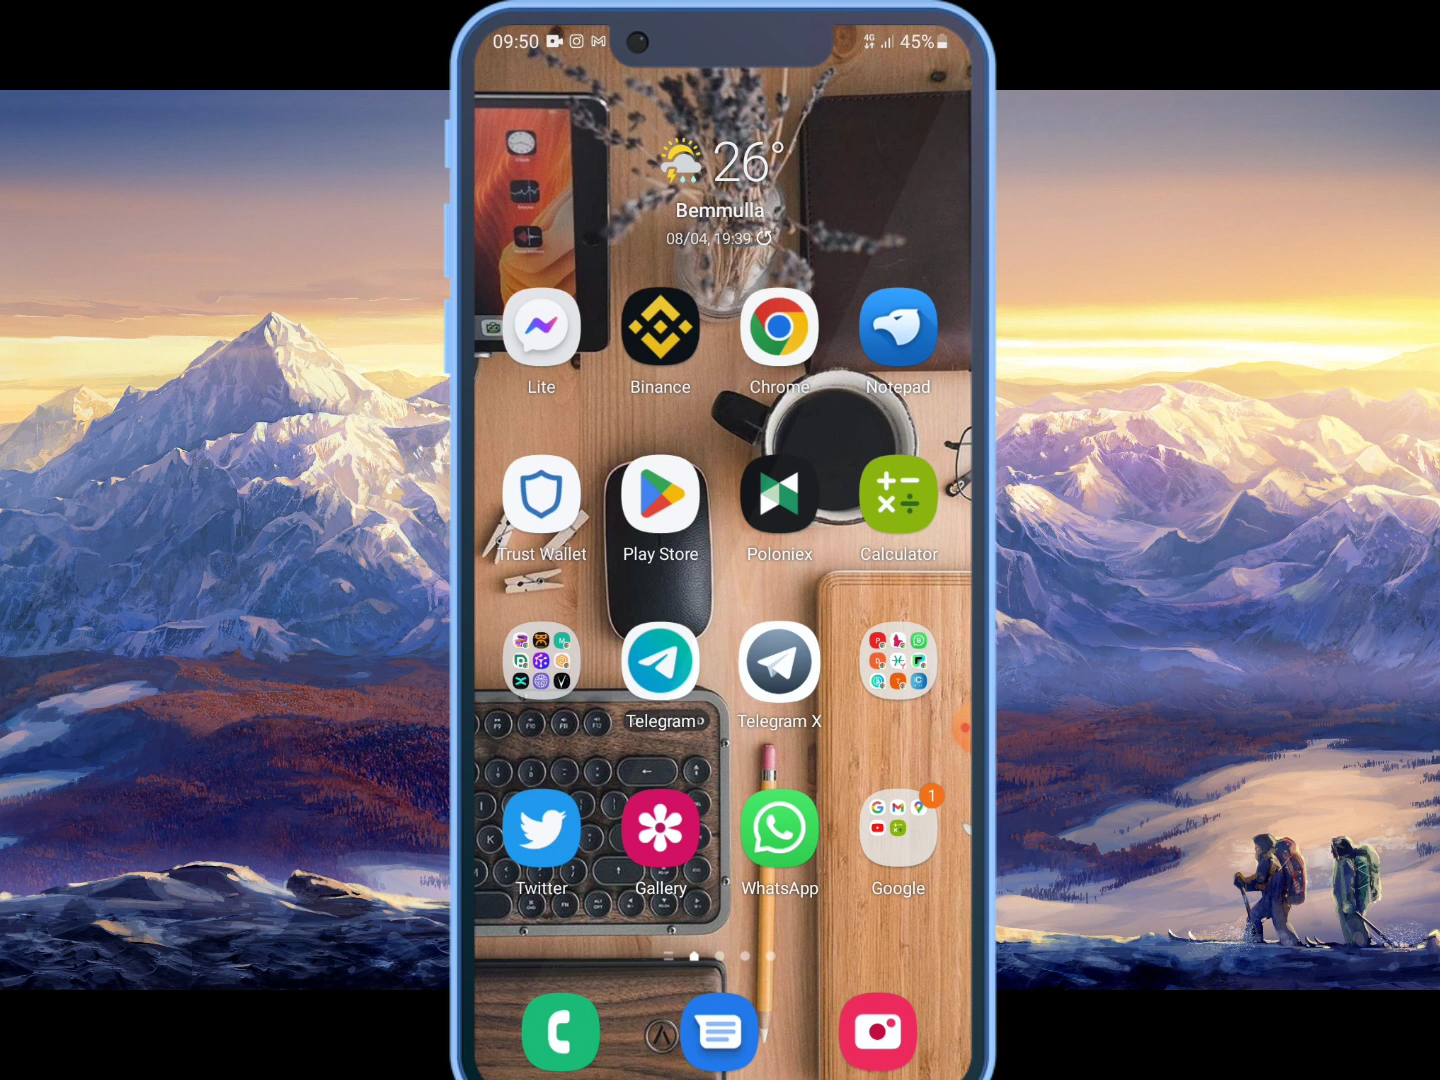 09:50
4G
45%
26°
Bemmulla
08/04, 19:39
Lite
Binance
Chrome
Notepad
Trust Wallet
Play Store
Poloniex
Calculator
Telegram
Telegram X
1
Twitter
Gallery
WhatsApp
Google